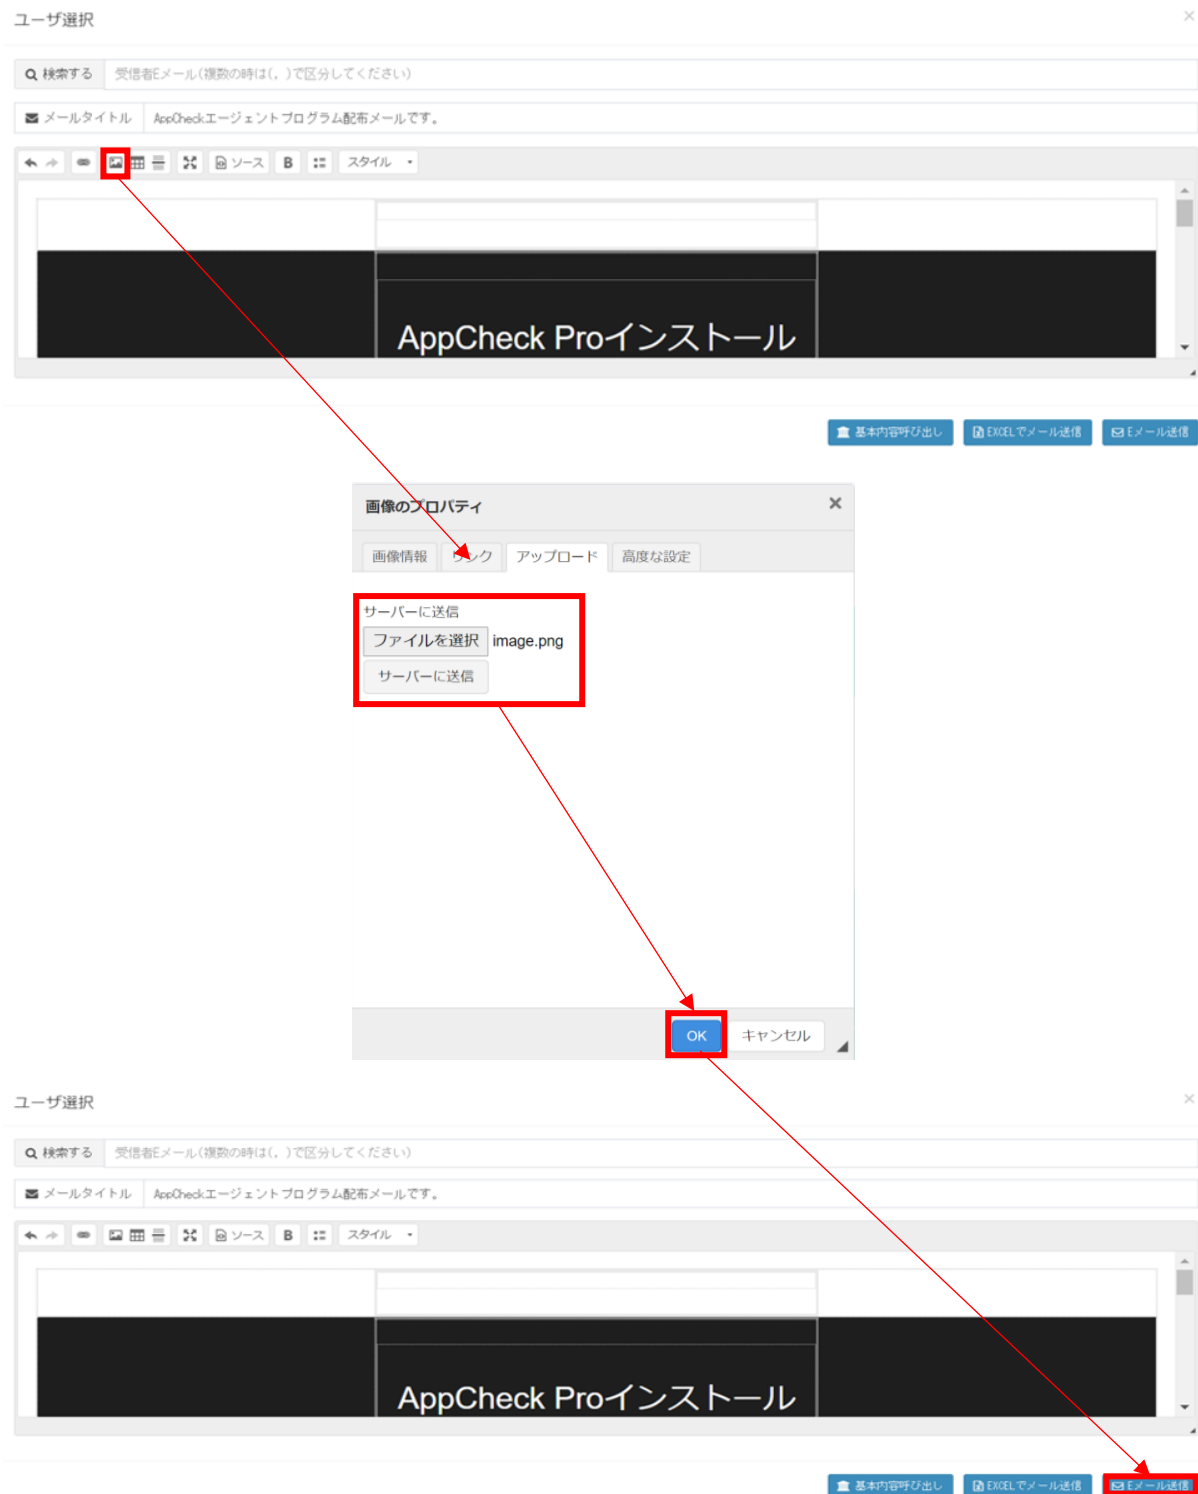 ユーザ選択
検索する 受信者Eメール(複数の時は(, )で区分してください)
メールタイトル AppCheckエージェントプログラム配布メールです。
ソース B スタイル
AppCheck Proインストール
基本内容呼び出し EXCELでメール送信 Eメール送信
画像のプロパティ
画像情報 リンク アップロード 高度な設定
サーバーに送信
ファイルを選択 image.png
サーバーに送信
OK キャンセル
ユーザ選択
検索する 受信者Eメール(複数の時は(, )で区分してください)
メールタイトル AppCheckエージェントプログラム配布メールです。
ソース B スタイル
AppCheck Proインストール
基本内容呼び出し EXCELでメール送信 Eメール送信